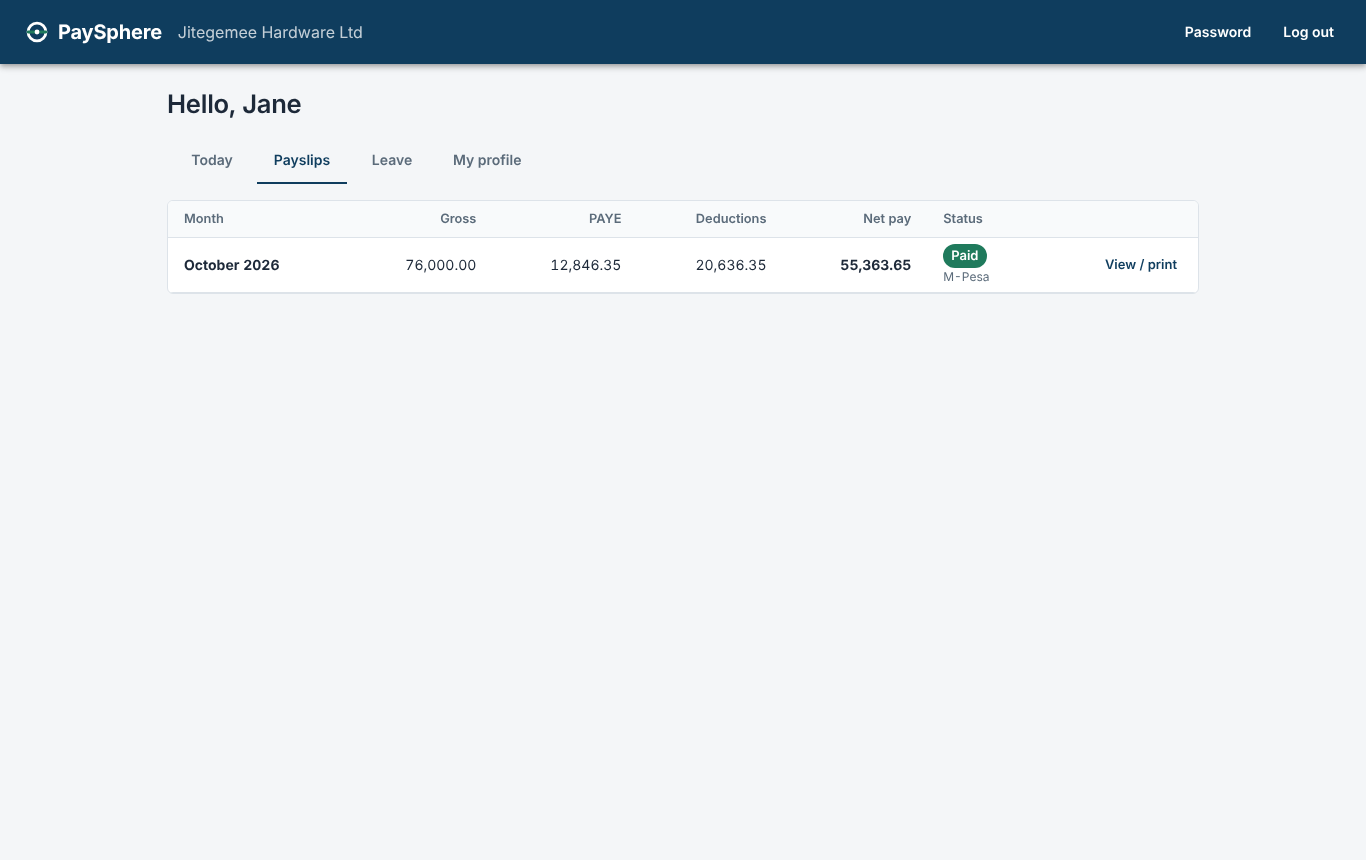 PaySphere Jitegemee Hardware Ltd Password Log out
Hello, Jane
Today Payslips Leave My profile
Month Gross PAYE Deductions Net pay Status
October 2026 76,000.00 12,846.35 20,636.35 55,363.65 Paid View / print
M-Pesa